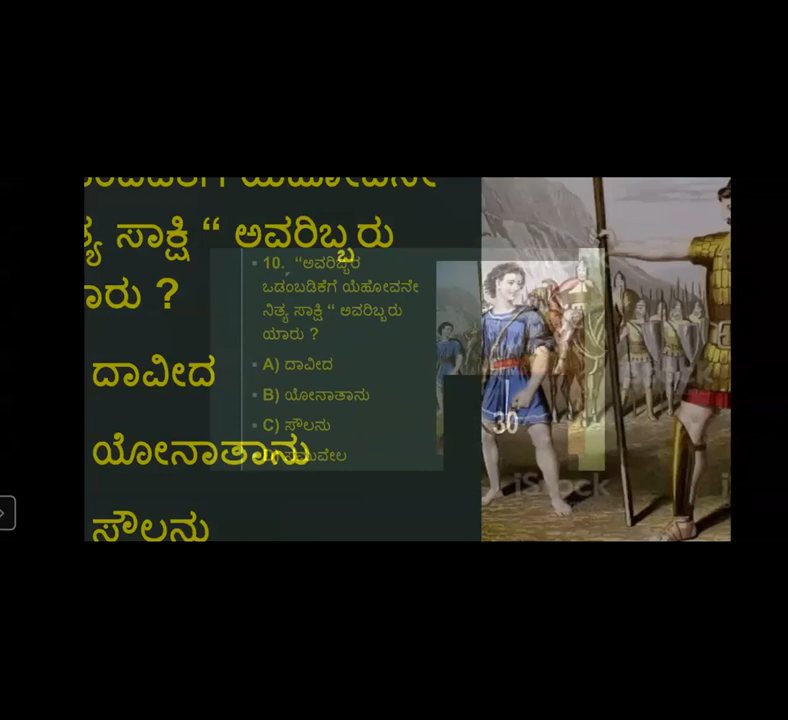 ತ್ಯ ಸಾಕ್ಷಿ “ ಅವರಿಬ್ಬರು
ಾರು ?
ದಾವೀದ
ಯೋನಾತಾನು
ಸೌಲನು
10. “ಅವರಿಬ್ಬರ
ಒಡಂಬಡಿಕೆಗೆ ಯೆಹೋವನೇ
ನಿತ್ಯ ಸಾಕ್ಷಿ “ ಅವರಿಬ್ಬರು
ಯಾರು ?
A) ದಾವೀದ
B) ಯೋನಾತಾನು
C) ಸೌಲನು
30
iStock